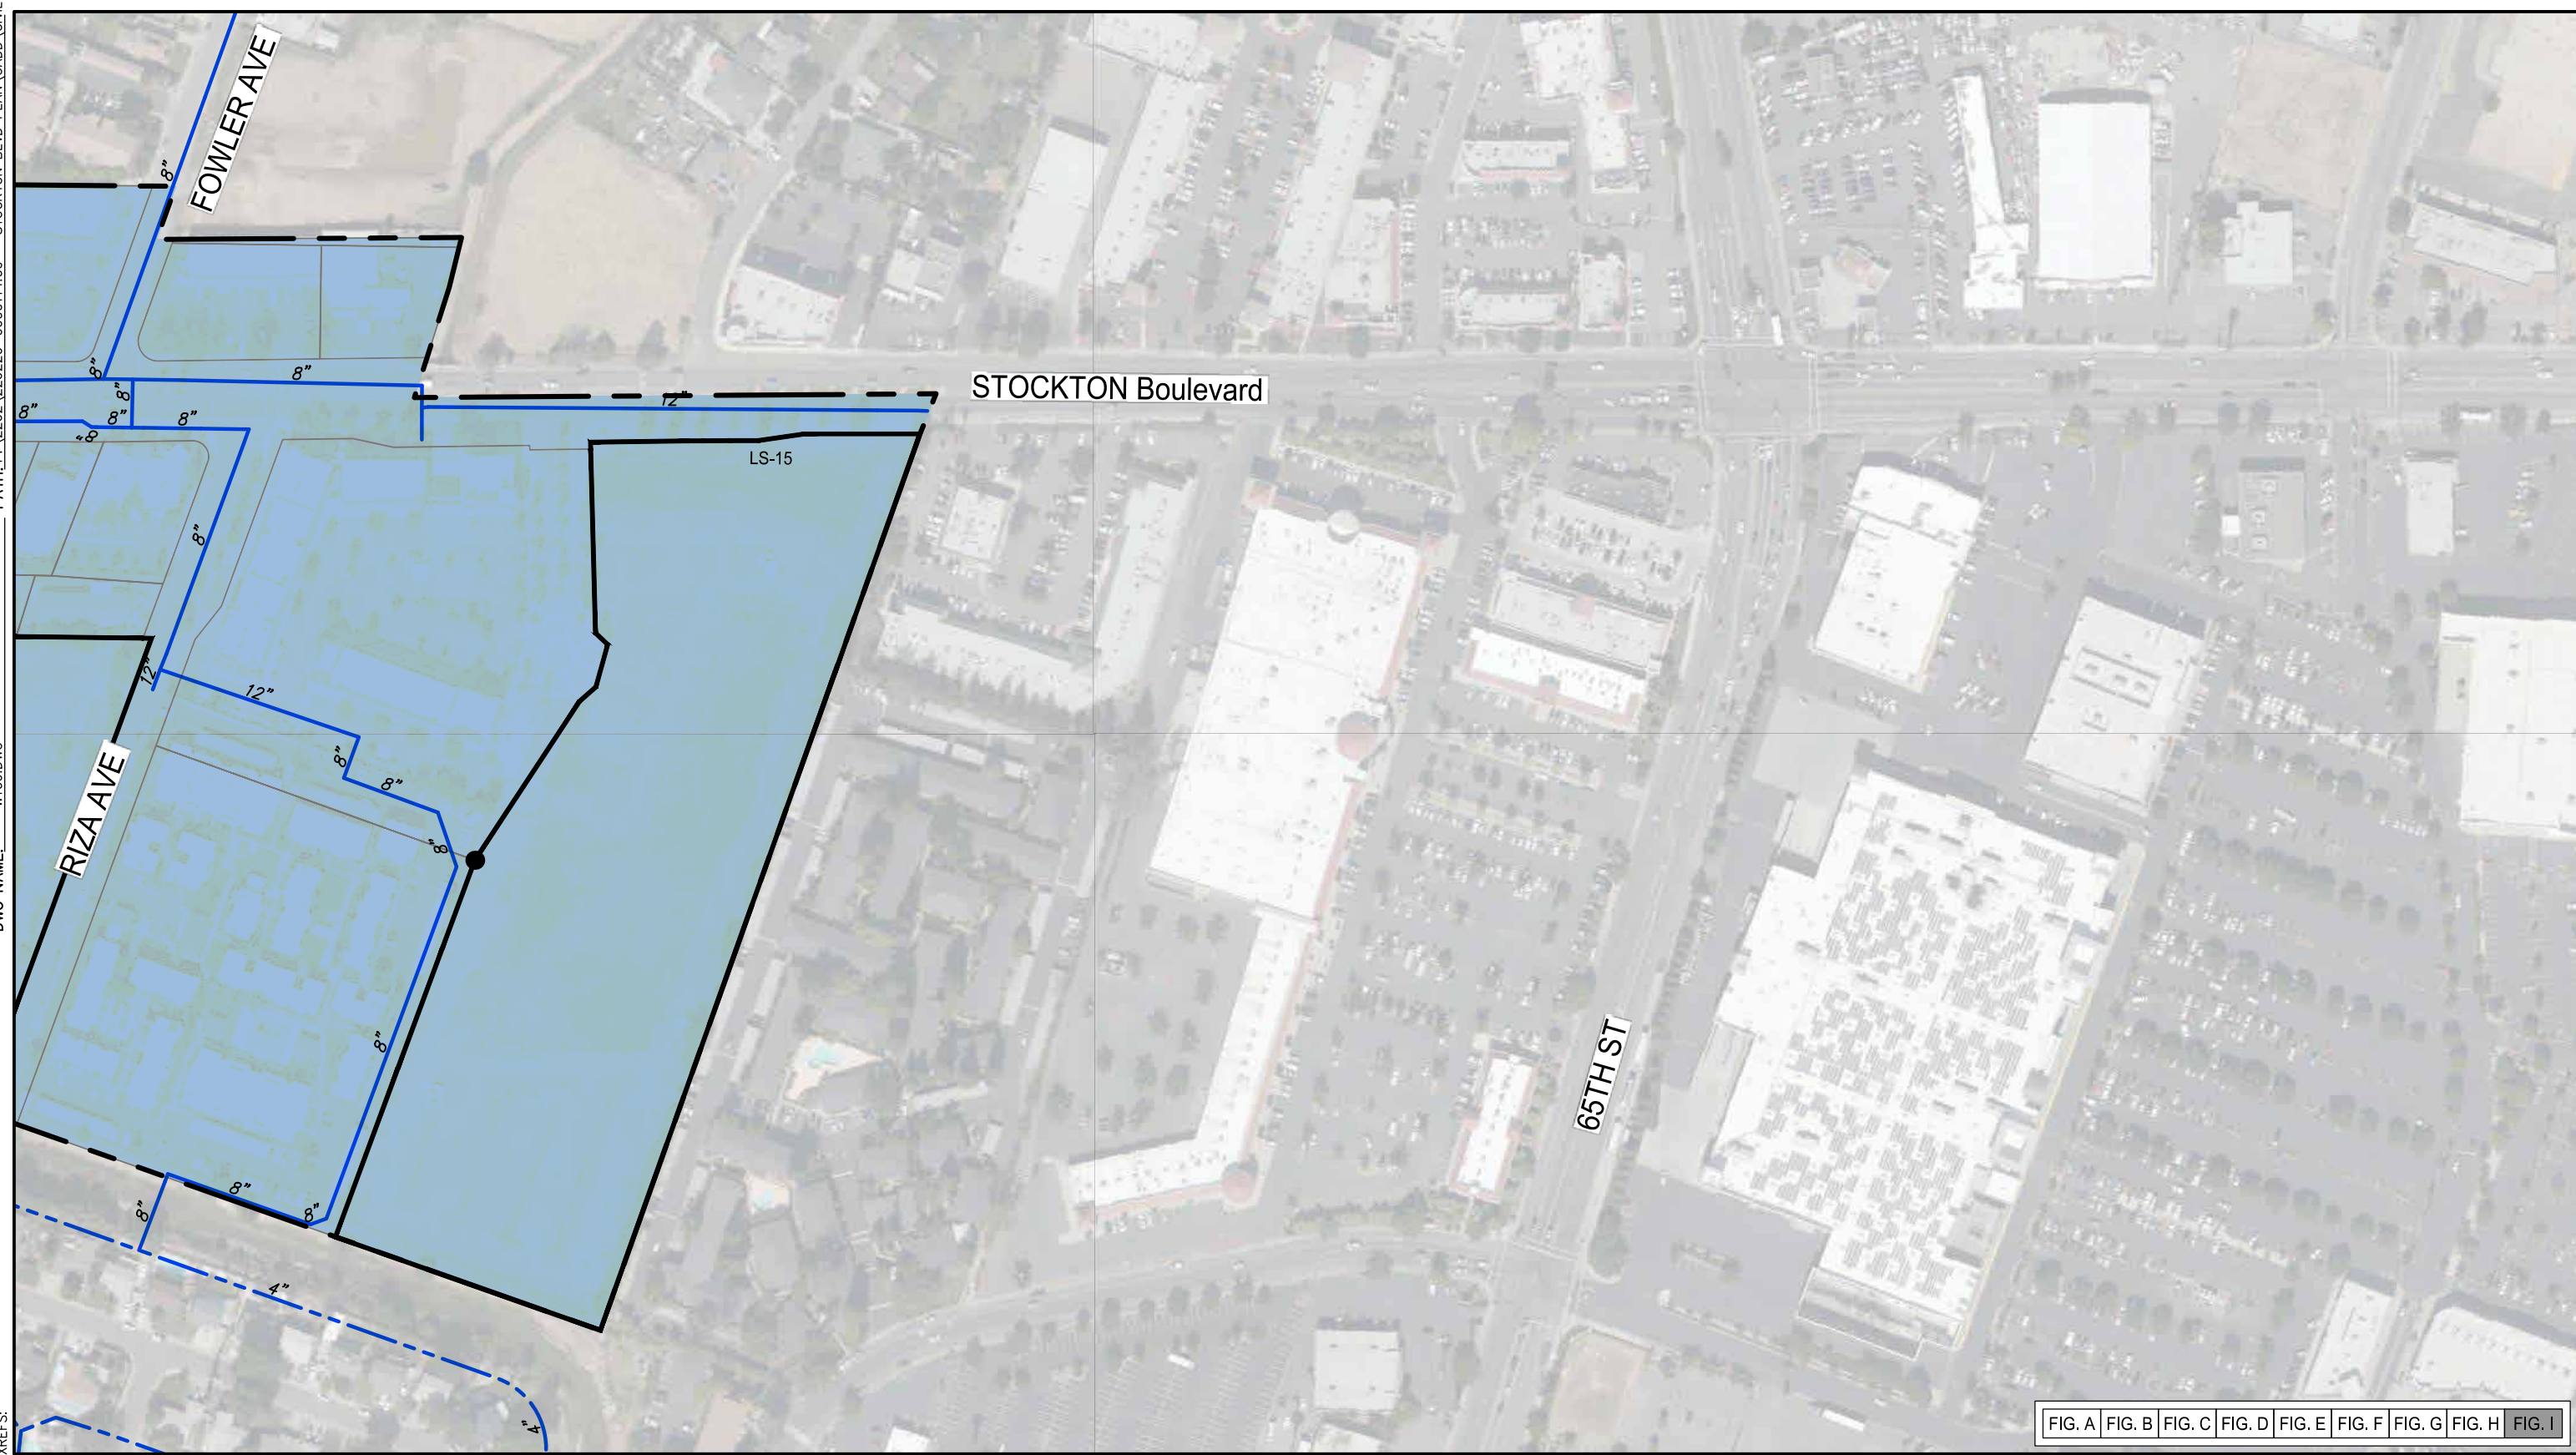 FOWLER AVE
8"
8"
8"
8"
12"
STOCKTON Boulevard
8"
8"
8"
8"
LS-15
8"
12"
12"
8"
8"
RIZA AVE
8"
8"
65TH ST
8"
8"
8"
4"
4"
FIG. A
FIG. B
FIG. C
FIG. D
FIG. E
FIG. F
FIG. G
FIG. H
FIG. I